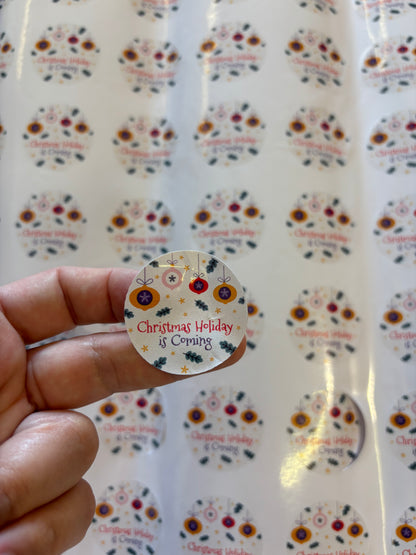 Christmas Holiday
is Coming